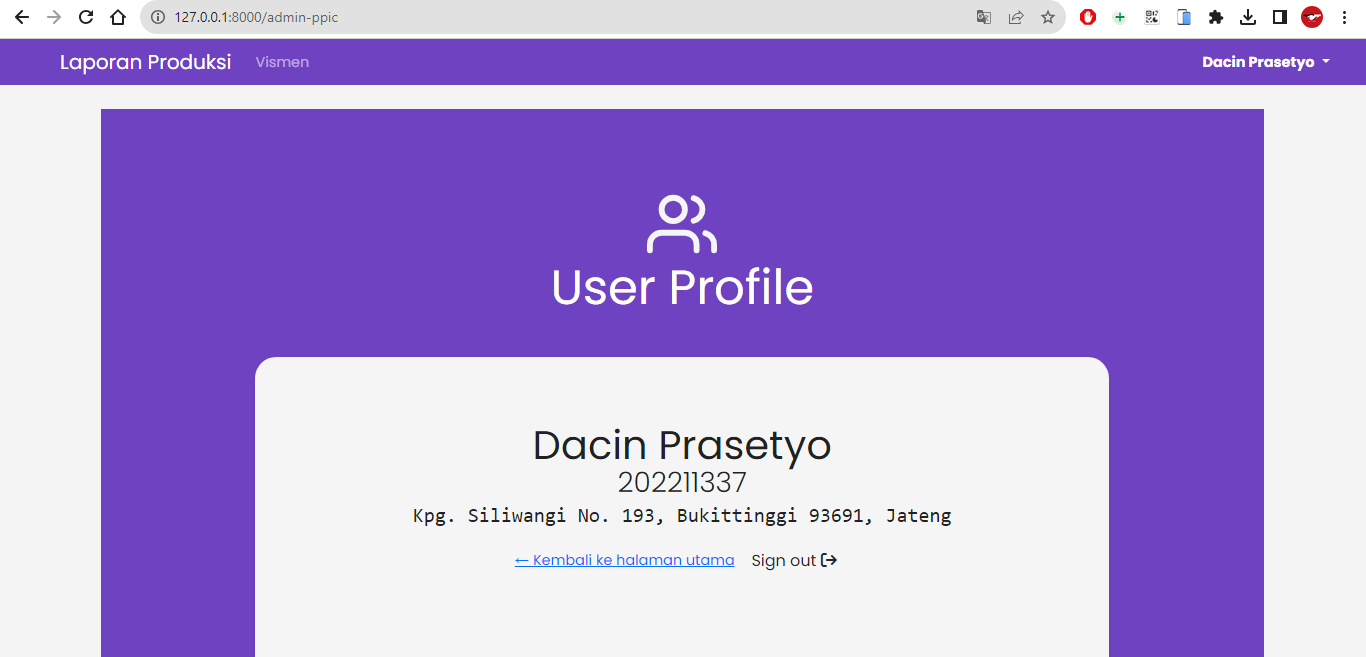 127.0.0.1:8000/admin-ppic
Laporan Produksi Vismen Dacin Prasetyo
User Profile
Dacin Prasetyo
202211337
Kpg. Siliwangi No. 193, Bukittinggi 93691, Jateng
← Kembali ke halaman utama Sign out